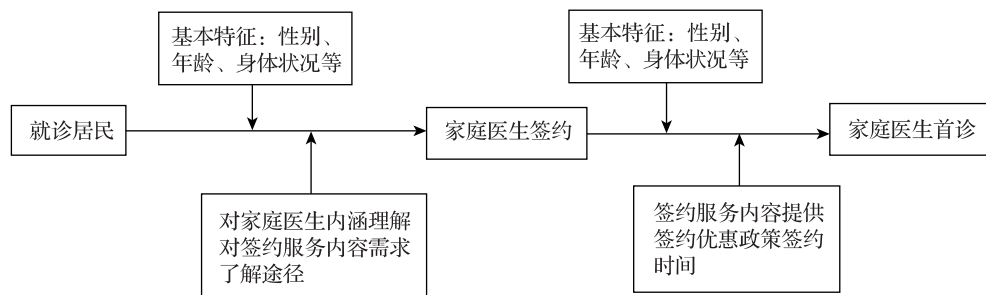 基本特征：性别、
年龄、身体状况等
基本特征：性别、
年龄、身体状况等
就诊居民
家庭医生签约
家庭医生首诊
对家庭医生内涵理解
对签约服务内容需求
了解途径
签约服务内容提供
签约优惠政策签约
时间